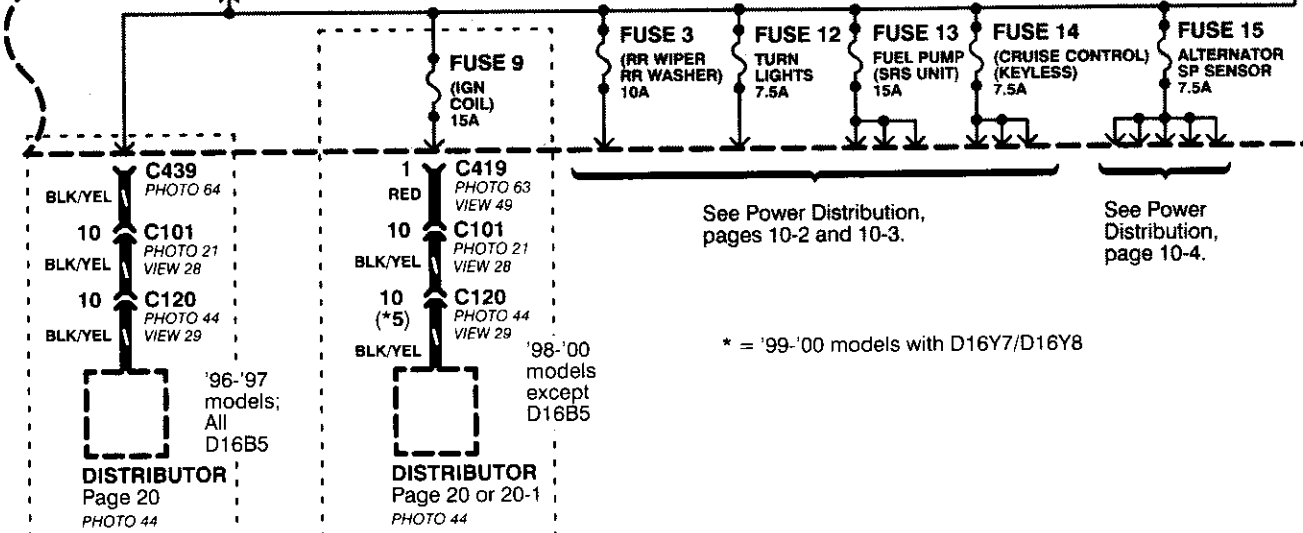 FUSE 9
(IGN
COIL)
15A
FUSE 3
(RR WIPER
RR WASHER)
10A
FUSE 12
TURN
LIGHTS
7.5A
FUSE 13
FUEL PUMP
(SRS UNIT)
15A
FUSE 14
(CRUISE CONTROL)
(KEYLESS)
7.5A
FUSE 15
ALTERNATOR
SP SENSOR
7.5A
C439
PHOTO 64
BLK/YEL
10 C101
PHOTO 21
VIEW 28
BLK/YEL
10 C120
PHOTO 44
VIEW 29
BLK/YEL
'96-'97
models;
All
D16B5
DISTRIBUTOR
Page 20
PHOTO 44
1 C419
PHOTO 63
VIEW 49
RED
10 C101
PHOTO 21
VIEW 28
BLK/YEL
10 C120
(*5)
PHOTO 44
VIEW 29
BLK/YEL
'98-'00
models
except
D16B5
DISTRIBUTOR
Page 20 or 20-1
PHOTO 44
See Power Distribution,
pages 10-2 and 10-3.
See Power
Distribution,
page 10-4.
* = '99-'00 models with D16Y7/D16Y8